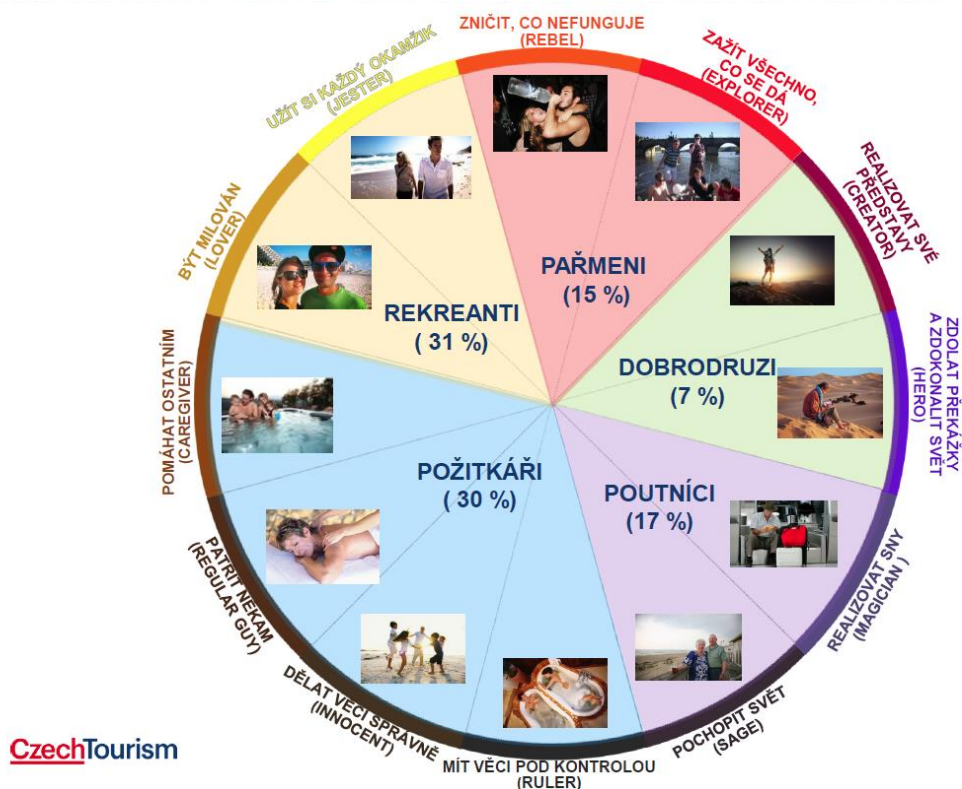 ZNIČIT, CO NEFUNGUJE
(REBEL)
ZAŽÍT VŠECHNO,
CO SE DÁ
(EXPLORER)
REALIZOVAT SVÉ
PŘEDSTAVY
(CREATOR)
ZDOLAT PŘEKÁŽKY
A ZDOKONALIT SVĚT
(HERO)
REALIZOVAT SNY
(MAGICIAN )
POCHOPIT SVĚT
(SAGE)
MÍT VĚCI POD KONTROLOU
(RULER)
DĚLAT VĚCI SPRÁVNĚ
(INNOCENT)
PATŘIT NĚKAM
(REGULAR GUY)
POMÁHAT OSTATNÍM
(CAREGIVER)
BÝT MILOVÁN
(LOVER)
UŽÍT SI KAŽDÝ OKAMŽIK
(JESTER)
PAŘMENI
(15 %)
DOBRODRUZI
(7 %)
POUTNÍCI
(17 %)
POŽITKÁŘI
( 30 %)
REKREANTI
( 31 %)
CzechTourism